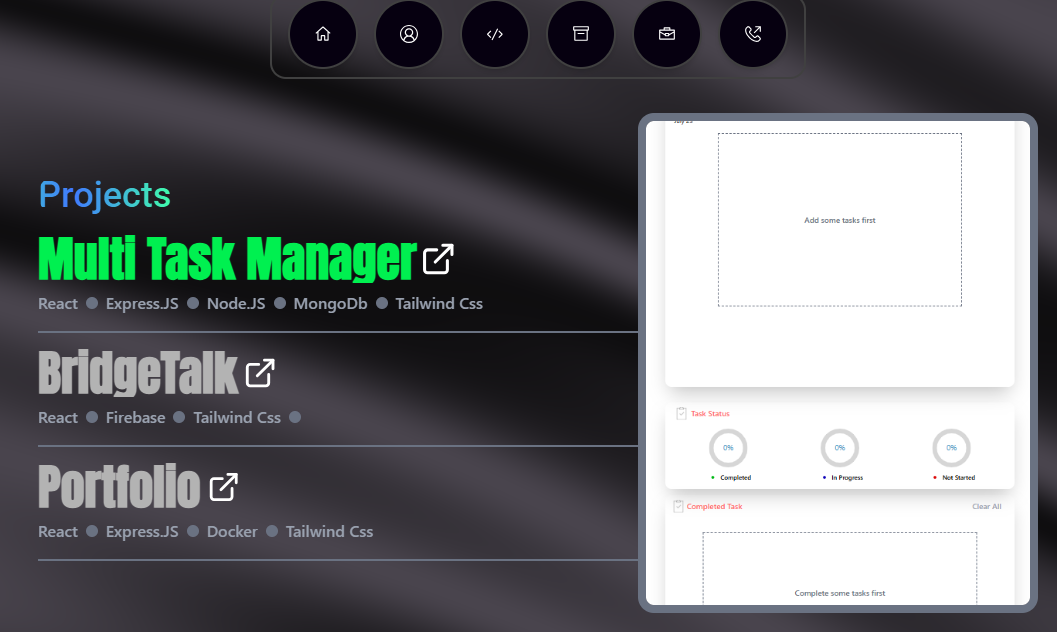 Projects
Multi Task Manager
React Express.JS Node.JS MongoDb Tailwind Css
BridgeTalk
React Firebase Tailwind Css
Portfolio
React Express.JS Docker Tailwind Css
July 23
Add some tasks first
Task Status
0% 0% 0%
Completed In Progress Not Started
Completed Task Clear All
Complete some tasks first